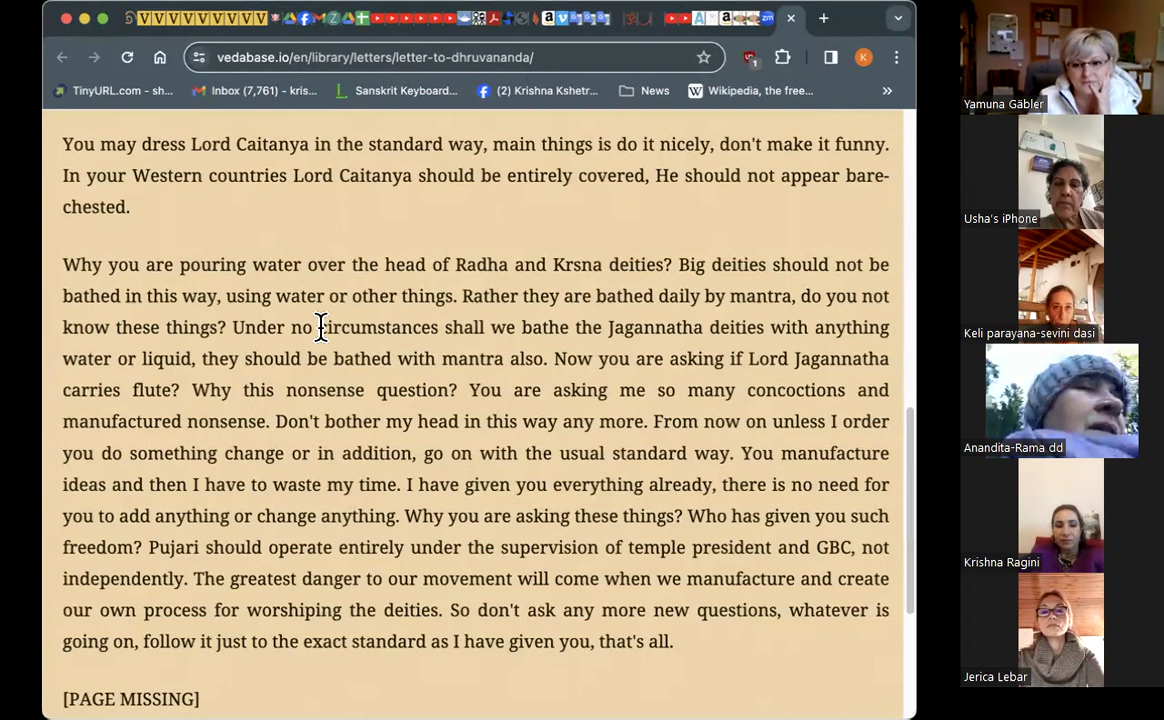 vedabase.io/en/library/letters/letter-to-dhruvananda/
K
TinyURL.com - sh...
Inbox (7,761) - kris...
Sanskrit Keyboard...
(2) Krishna Kshetr...
News
Wikipedia, the free...
You may dress Lord Caitanya in the standard way, main things is do it nicely, don't make it funny.
In your Western countries Lord Caitanya should be entirely covered, He should not appear bare-
chested.
Why you are pouring water over the head of Radha and Krsna deities? Big deities should not be
bathed in this way, using water or other things. Rather they are bathed daily by mantra, do you not
know these things? Under no circumstances shall we bathe the Jagannatha deities with anything
water or liquid, they should be bathed with mantra also. Now you are asking if Lord Jagannatha
carries flute? Why this nonsense question? You are asking me so many concoctions and
manufactured nonsense. Don't bother my head in this way any more. From now on unless I order
you do something change or in addition, go on with the usual standard way. You manufacture
ideas and then I have to waste my time. I have given you everything already, there is no need for
you to add anything or change anything. Why you are asking these things? Who has given you such
freedom? Pujari should operate entirely under the supervision of temple president and GBC, not
independently. The greatest danger to our movement will come when we manufacture and create
our own process for worshiping the deities. So don't ask any more new questions, whatever is
going on, follow it just to the exact standard as I have given you, that's all.
[PAGE MISSING]
Yamuna Gäbler
Usha's iPhone
Keli parayana-sevini dasi
Anandita-Rama dd
Krishna Ragini
Jerica Lebar